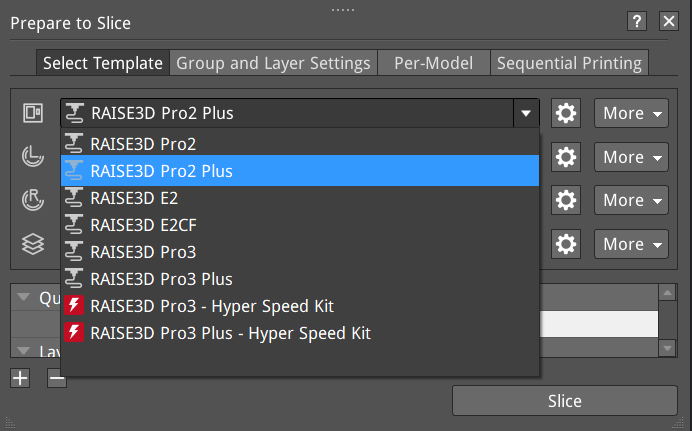 Prepare to Slice
? ×
Select Template Group and Layer Settings Per-Model Sequential Printing
RAISE3D Pro2 Plus More
RAISE3D Pro2
RAISE3D Pro2 Plus More
RAISE3D E2
R More
RAISE3D E2CF
RAISE3D Pro3 More
RAISE3D Pro3 Plus
Qu
RAISE3D Pro3 - Hyper Speed Kit
RAISE3D Pro3 Plus - Hyper Speed Kit
Lay
+ −
Slice